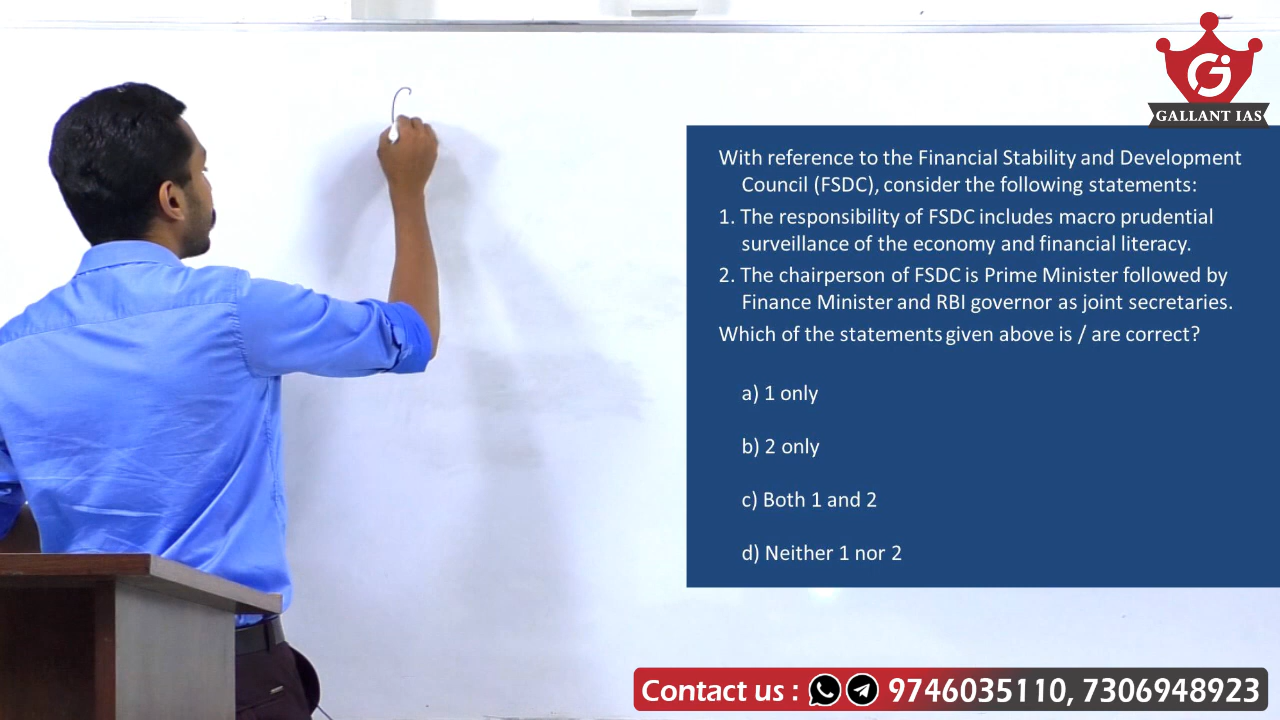 GALLANT IAS
With reference to the Financial Stability and Development
Council (FSDC), consider the following statements:
1. The responsibility of FSDC includes macro prudential
surveillance of the economy and financial literacy.
2. The chairperson of FSDC is Prime Minister followed by
Finance Minister and RBI governor as joint secretaries.
Which of the statements given above is / are correct?
a) 1 only
b) 2 only
c) Both 1 and 2
d) Neither 1 nor 2
Contact us : 9746035110, 7306948923